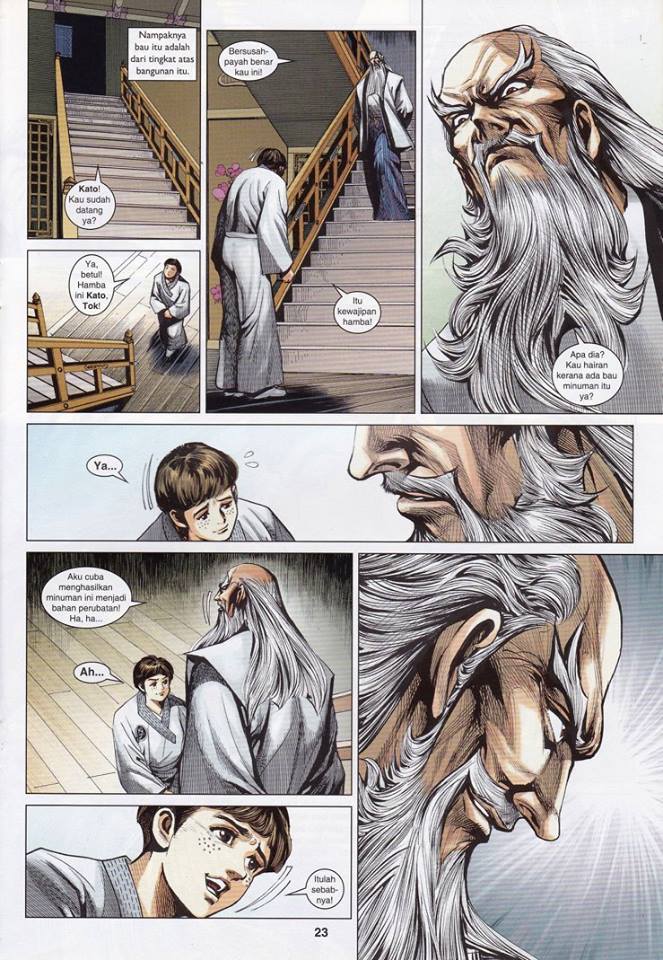 Nampaknya
bau itu adalah
dari tingkat atas
bangunan itu.
Kato!
Kau sudah
datang
ya?
Ya,
betul!
Hamba
ini Kato,
Tok!
Bersusah-
payah benar
kau ini!
Itu
kewajipan
hamba!
Apa dia?
Kau hairan
kerana ada bau
minuman itu
ya?
Ya...
Aku cuba
menghasilkan
minuman ini menjadi
bahan perubatan!
Ha, ha...
Ah...
Itulah
sebab-
nya!
23